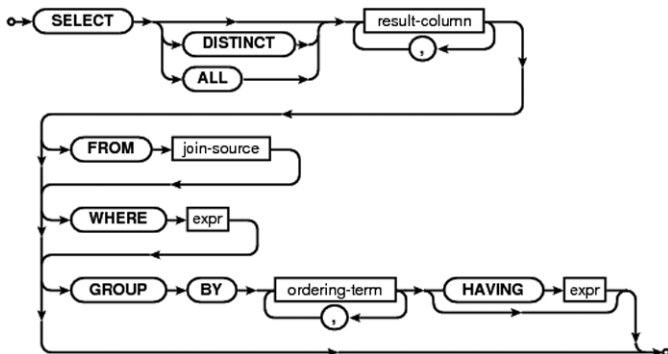 SELECT result-column
DISTINCT ,
ALL
FROM join-source
WHERE expr
GROUP BY ordering-term HAVING expr
,